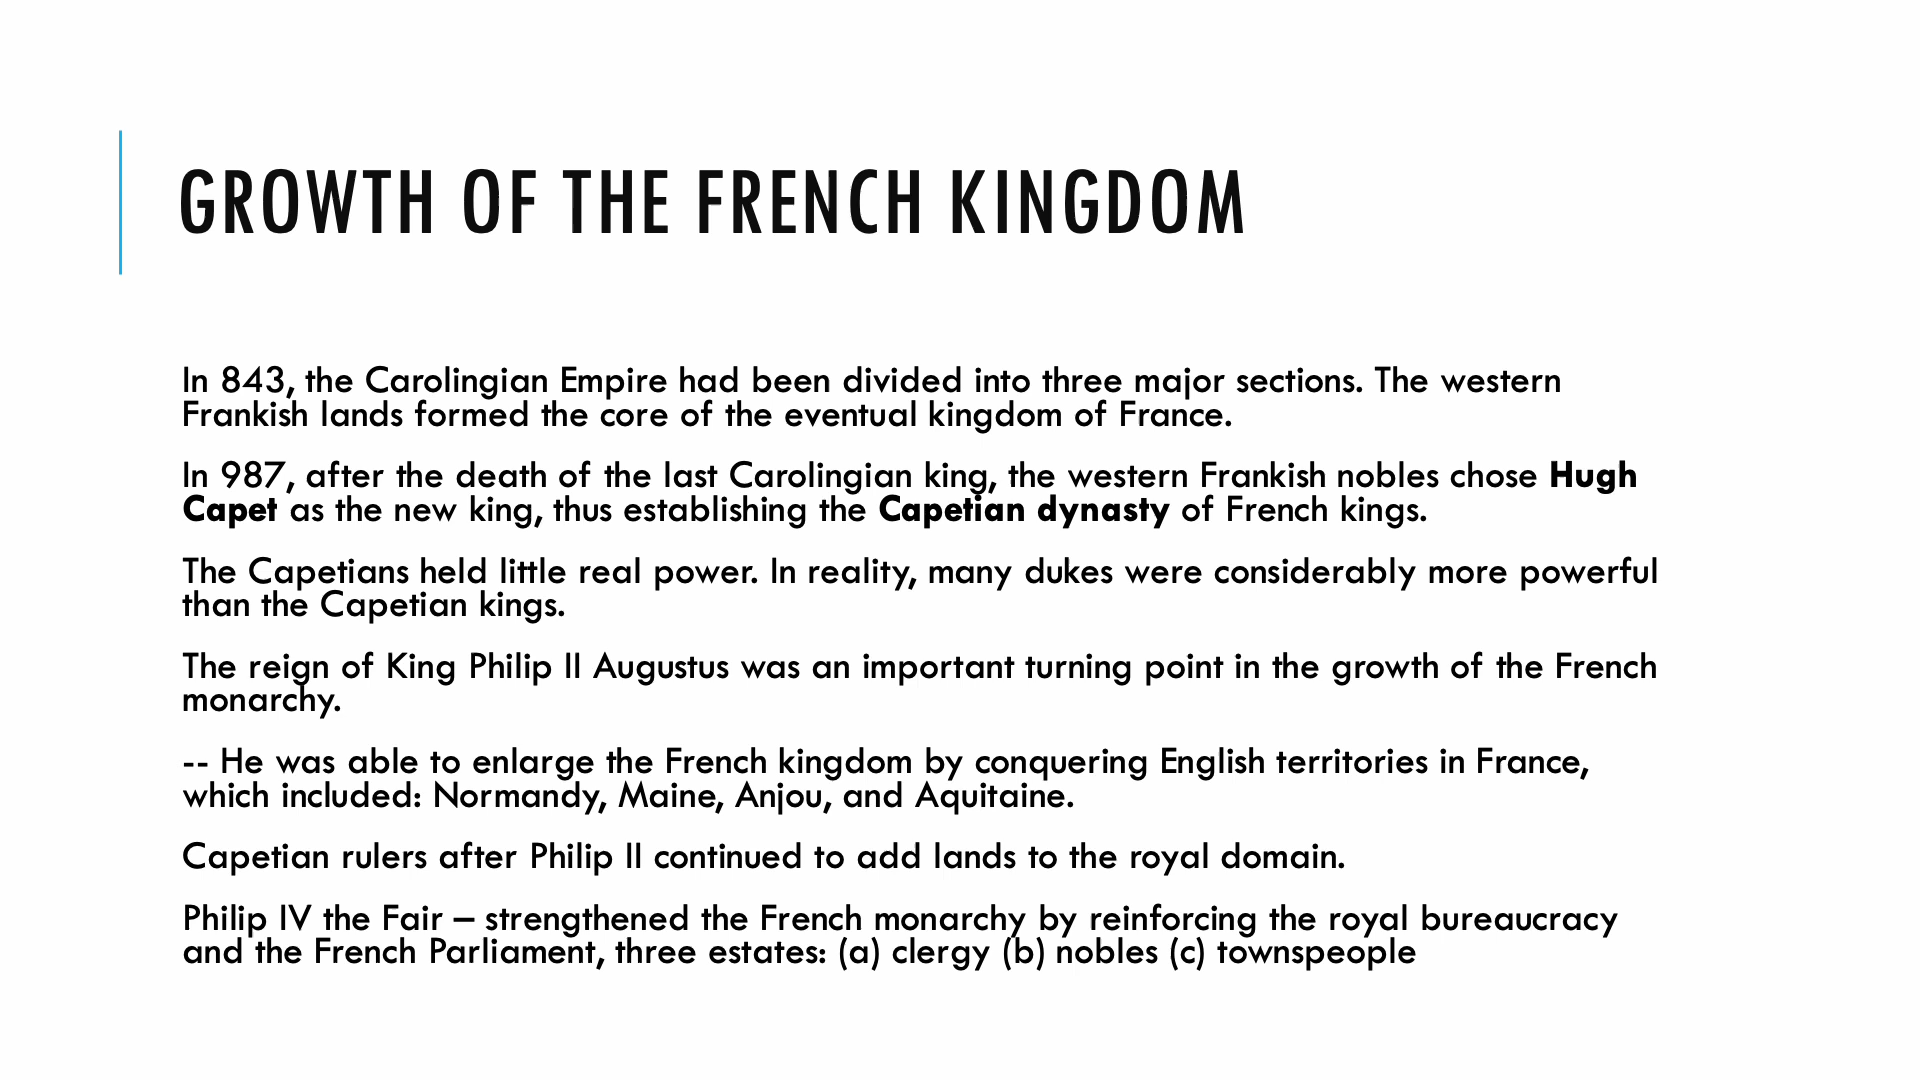 GROWTH OF THE FRENCH KINGDOM
In 843, the Carolingian Empire had been divided into three major sections. The western
Frankish lands formed the core of the eventual kingdom of France.
In 987, after the death of the last Carolingian king, the western Frankish nobles chose Hugh
Capet as the new king, thus establishing the Capetian dynasty of French kings.
The Capetians held little real power. In reality, many dukes were considerably more powerful
than the Capetian kings.
The reign of King Philip II Augustus was an important turning point in the growth of the French
monarchy.
-- He was able to enlarge the French kingdom by conquering English territories in France,
which included: Normandy, Maine, Anjou, and Aquitaine.
Capetian rulers after Philip II continued to add lands to the royal domain.
Philip IV the Fair – strengthened the French monarchy by reinforcing the royal bureaucracy
and the French Parliament, three estates: (a) clergy (b) nobles (c) townspeople